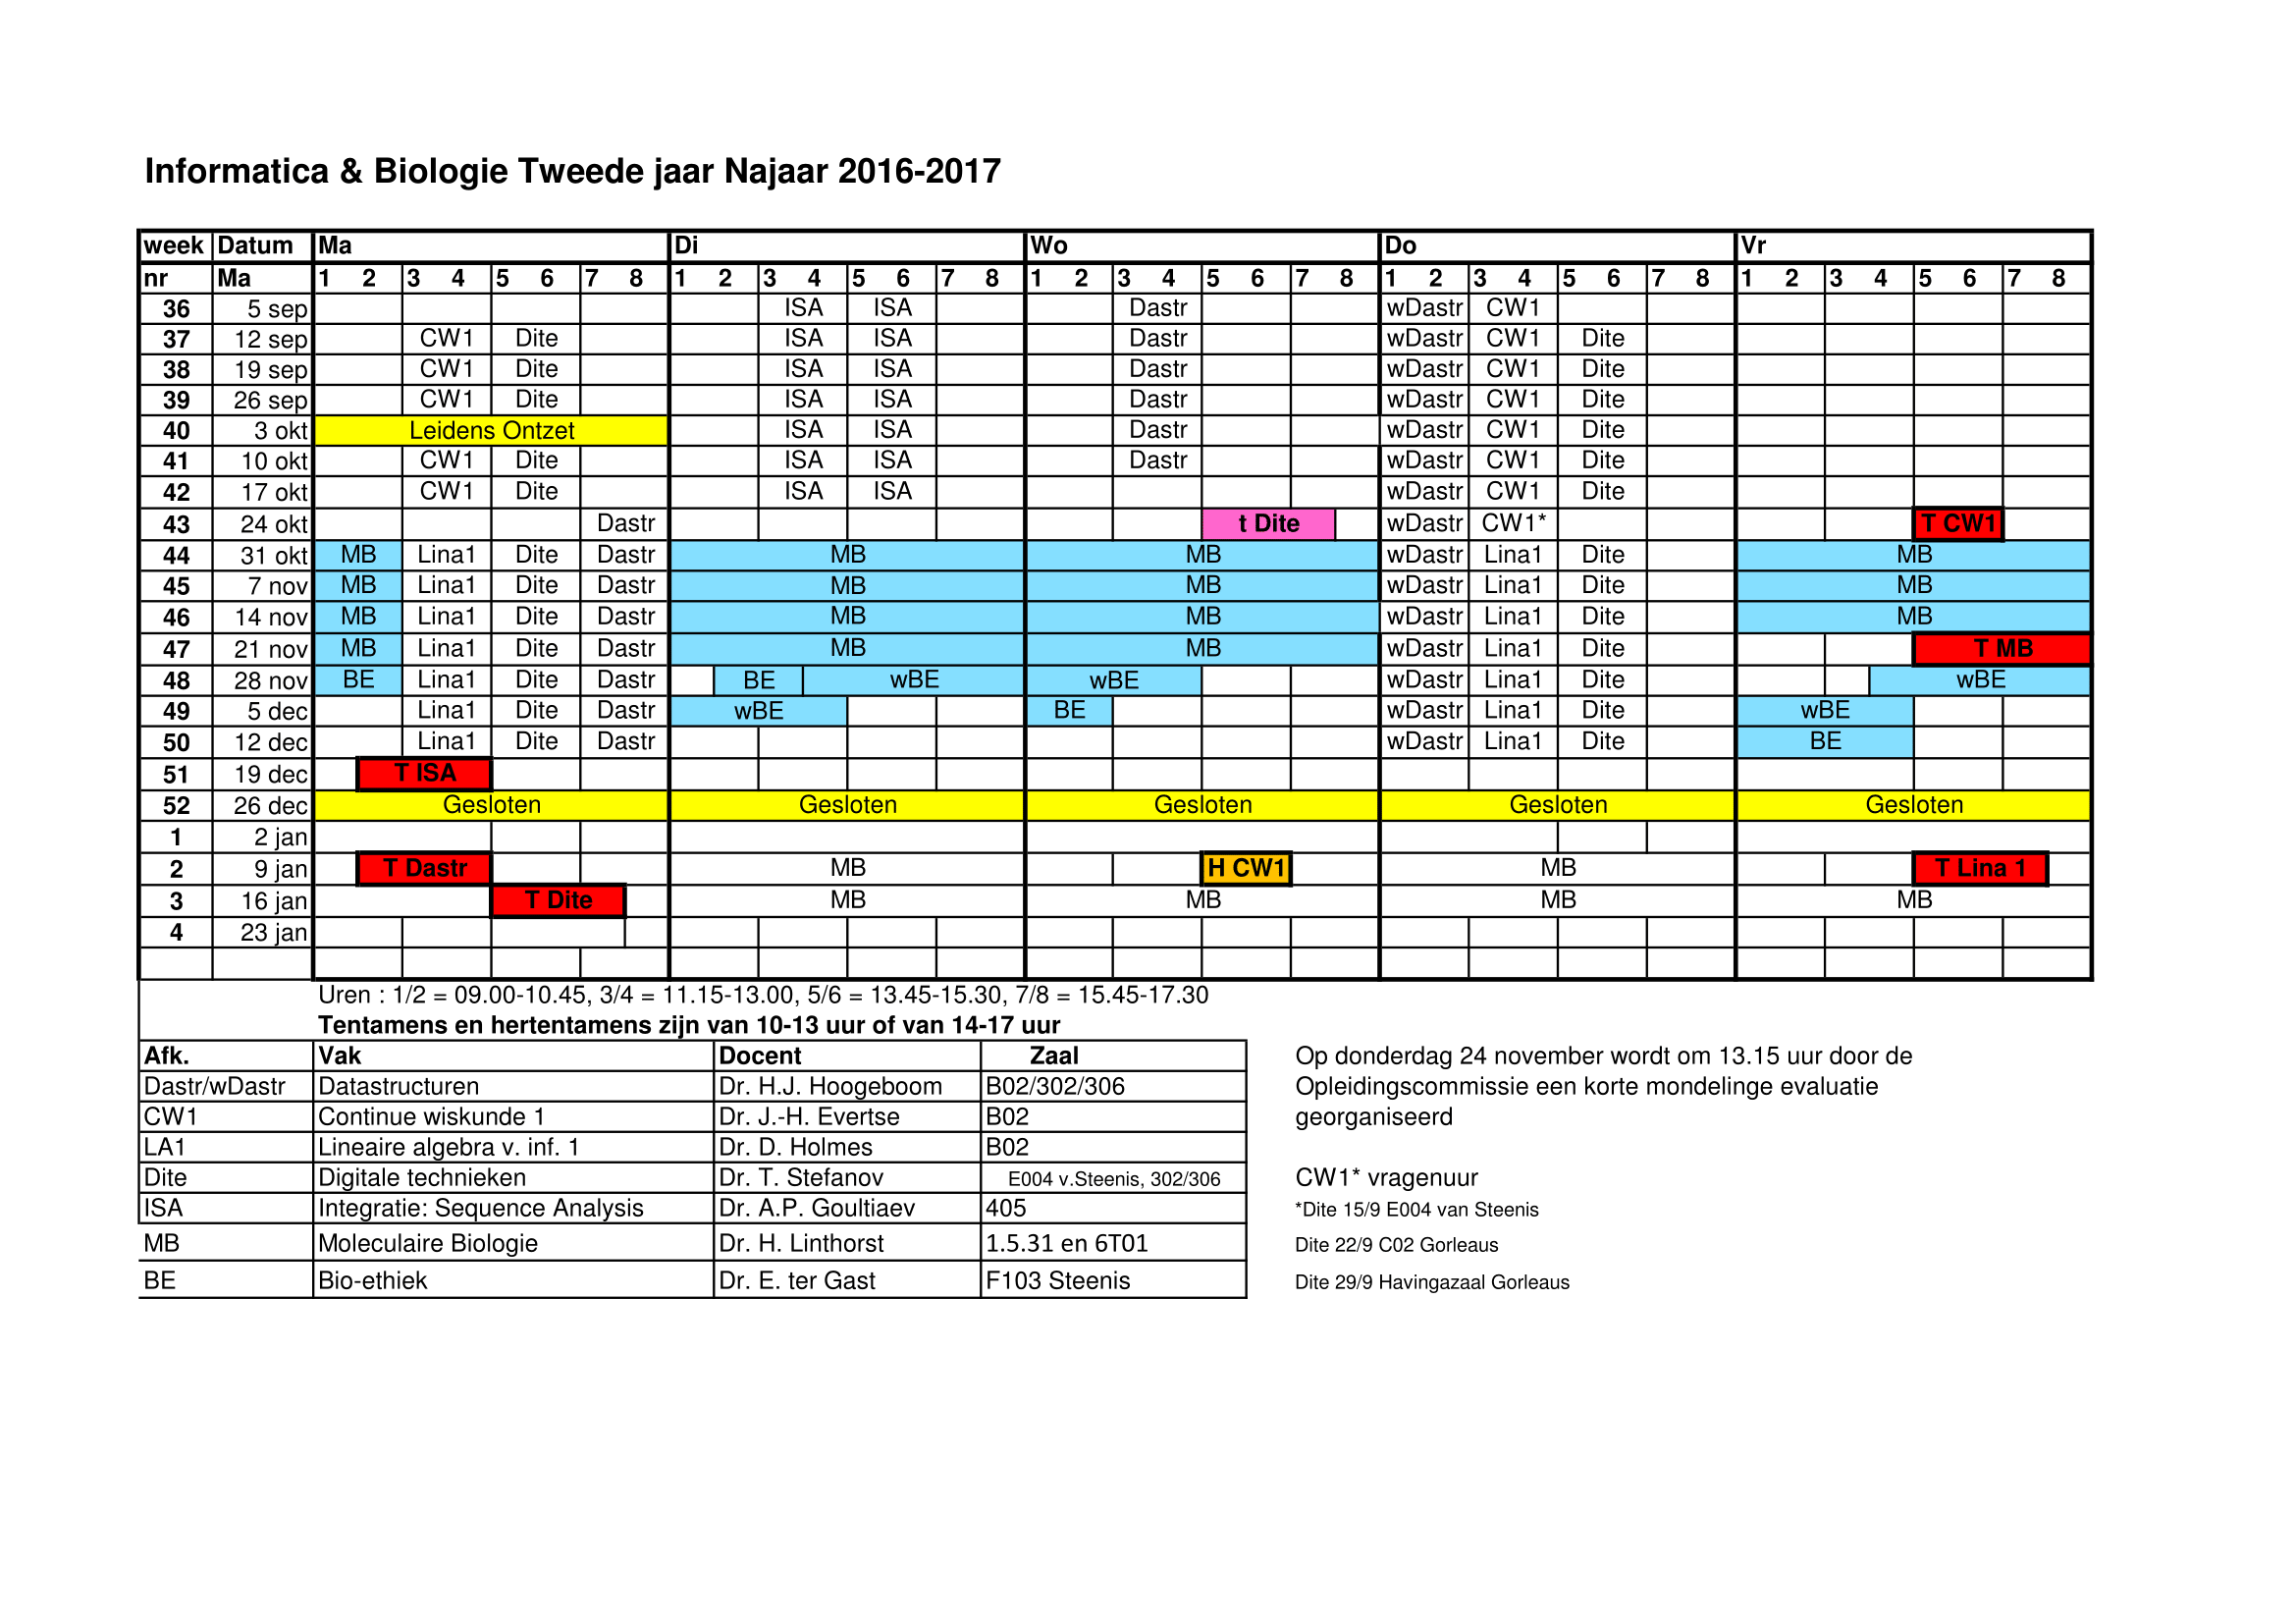 Informatica & Biologie Tweede jaar Najaar 2016-2017
week Datum Ma Di Wo Do Vr
nr Ma 1 2 3 4 5 6 7 8 1 2 3 4 5 6 7 8 1 2 3 4 5 6 7 8 1 2 3 4 5 6 7 8 1 2 3 4 5 6 7 8
36 5 sep ISA ISA Dastr wDastr CW1
37 12 sep CW1 Dite ISA ISA Dastr wDastr CW1 Dite
38 19 sep CW1 Dite ISA ISA Dastr wDastr CW1 Dite
39 26 sep CW1 Dite ISA ISA Dastr wDastr CW1 Dite
40 3 okt Leidens Ontzet ISA ISA Dastr wDastr CW1 Dite
41 10 okt CW1 Dite ISA ISA Dastr wDastr CW1 Dite
42 17 okt CW1 Dite ISA ISA wDastr CW1 Dite
43 24 okt Dastr t Dite wDastr CW1* T CW1
44 31 okt MB Lina1 Dite Dastr MB MB wDastr Lina1 Dite MB
45 7 nov MB Lina1 Dite Dastr MB MB wDastr Lina1 Dite MB
46 14 nov MB Lina1 Dite Dastr MB MB wDastr Lina1 Dite MB
47 21 nov MB Lina1 Dite Dastr MB MB wDastr Lina1 Dite T MB
48 28 nov BE Lina1 Dite Dastr BE wBE wBE wDastr Lina1 Dite wBE
49 5 dec Lina1 Dite Dastr wBE BE wDastr Lina1 Dite wBE
50 12 dec Lina1 Dite Dastr wDastr Lina1 Dite BE
51 19 dec T ISA
52 26 dec Gesloten Gesloten Gesloten Gesloten Gesloten
1 2 jan
2 9 jan T Dastr MB H CW1 MB T Lina 1
3 16 jan T Dite MB MB MB MB
4 23 jan
Uren : 1/2 = 09.00-10.45, 3/4 = 11.15-13.00, 5/6 = 13.45-15.30, 7/8 = 15.45-17.30
Tentamens en hertentamens zijn van 10-13 uur of van 14-17 uur
Afk. Vak Docent Zaal
Dastr/wDastr Datastructuren Dr. H.J. Hoogeboom B02/302/306
CW1 Continue wiskunde 1 Dr. J.-H. Evertse B02
LA1 Lineaire algebra v. inf. 1 Dr. D. Holmes B02
Dite Digitale technieken Dr. T. Stefanov E004 v.Steenis, 302/306
ISA Integratie: Sequence Analysis Dr. A.P. Goultiaev 405
MB Moleculaire Biologie Dr. H. Linthorst 1.5.31 en 6T01
BE Bio-ethiek Dr. E. ter Gast F103 Steenis
Op donderdag 24 november wordt om 13.15 uur door de
Opleidingscommissie een korte mondelinge evaluatie
georganiseerd
CW1* vragenuur
*Dite 15/9 E004 van Steenis
Dite 22/9 C02 Gorleaus
Dite 29/9 Havingazaal Gorleaus